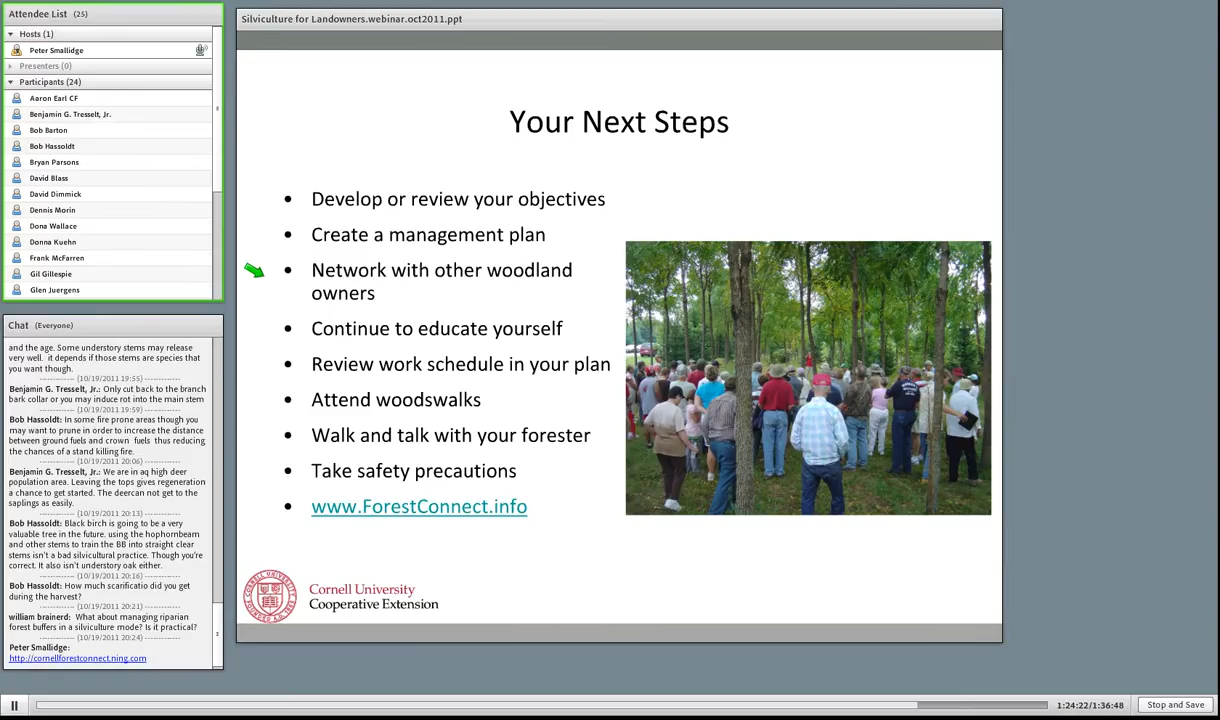 Attendee List (25)
Hosts (1)
Peter Smallidge
Presenters (0)
Participants (24)
Aaron Earl CF
Benjamin G. Tresselt, Jr.
Bob Barton
Bob Hassoldt
Bryan Parsons
David Blass
David Dimmick
Dennis Morin
Dona Wallace
Donna Kuehn
Frank McFarren
Gil Gillespie
Glen Juergens
Chat (Everyone)
and the age. Some understory stems may release
very well. it depends if those stems are species that
you want though.
(10/19/2011 19:55)
Benjamin G. Tresselt, Jr.: Only cut back to the branch
bark collar or you may induce rot into the main stem
(10/19/2011 19:59)
Bob Hassoldt: In some fire prone areas though you
may want to prune in order to increase the distance
between ground fuels and crown fuels thus reducing
the chances of a stand killing fire.
(10/19/2011 20:06)
Benjamin G. Tresselt, Jr.: We are in aq high deer
population area. Leaving the tops gives regeneration
a chance to get started. The deercan not get to the
saplings as easily.
(10/19/2011 20:13)
Bob Hassoldt: Black birch is going to be a very
valuable tree in the future. using the hophornbeam
and other stems to train the BB into straight clear
stems isn't a bad silvicultural practice. Though you're
correct. It also isn't understory oak either.
(10/19/2011 20:16)
Bob Hassoldt: How much scarificatio did you get
during the harvest?
(10/19/2011 20:21)
william brainerd: What about managing riparian
forest buffers in a silviculture mode? Is it practical?
(10/19/2011 20:24)
Peter Smallidge:
http://cornellforestconnect.ning.com
Silviculture for Landowners.webinar.oct2011.ppt
Your Next Steps
• Develop or review your objectives
• Create a management plan
• Network with other woodland
owners
• Continue to educate yourself
• Review work schedule in your plan
• Attend woodswalks
• Walk and talk with your forester
• Take safety precautions
• www.ForestConnect.info
Cornell University
Cooperative Extension
1:24:22/1:36:48
Stop and Save